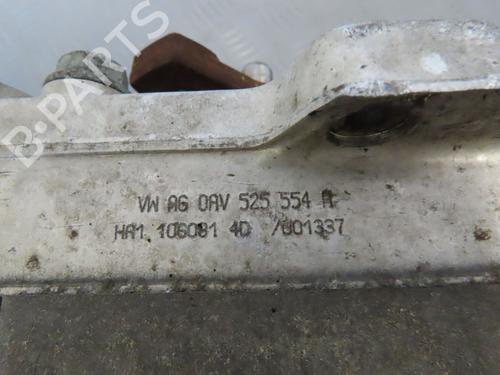 B-PARTS
VW AG 0AV 525 554 A
HA1 106081 4D /001337